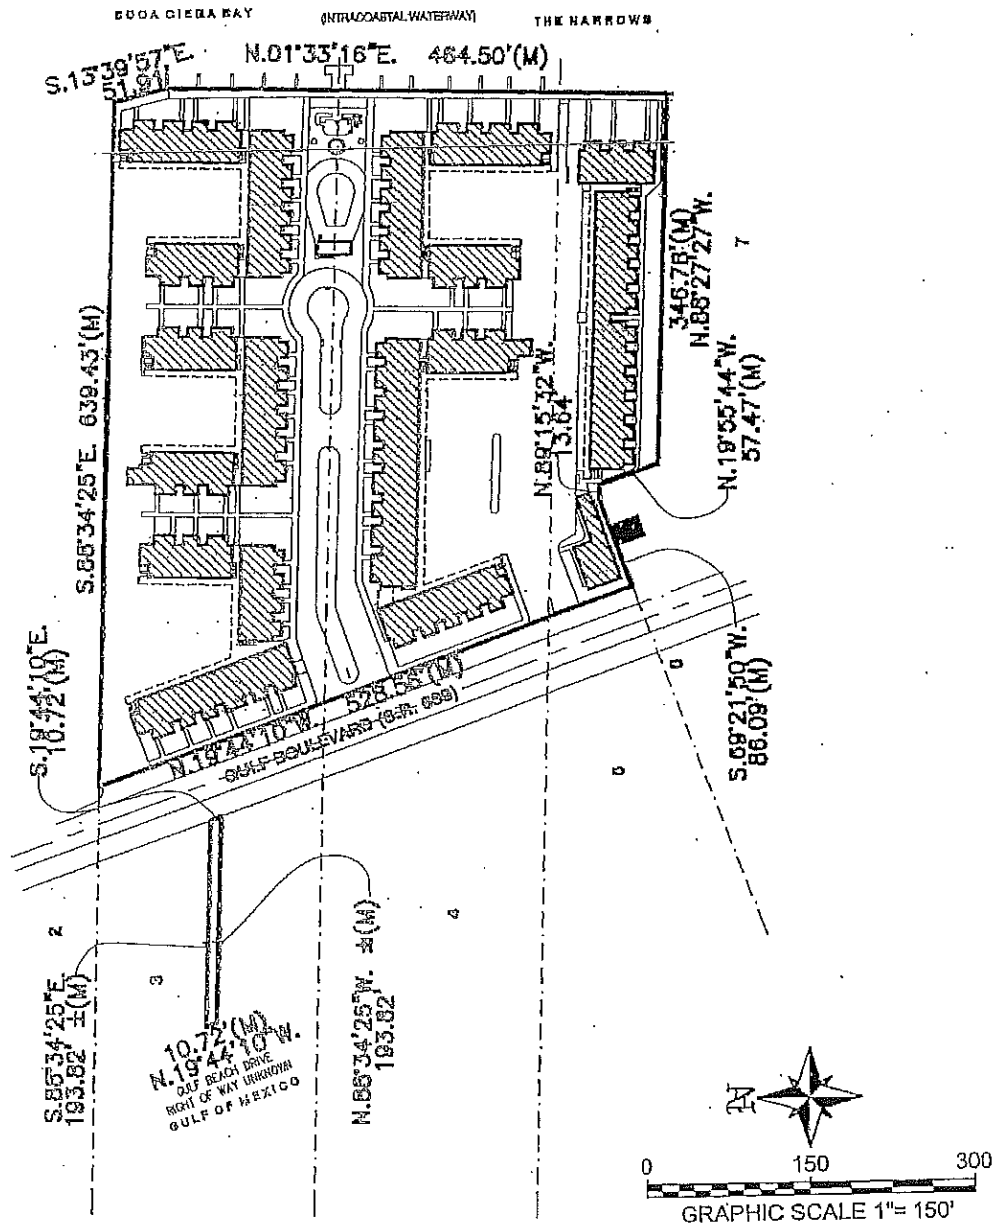 BOCA CIEGA BAY
(INTRACOASTAL WATERWAY)
THE NARROWS
S.13°39'57"E.
51.91'
N.01°33'16"E. 464.50'(M)
346.78'(M)
N.88°27'27"W.
7
N.19°55'44"W.
57.47'(M)
N.89°15'32"W.
13.64
S.88°34'25"E. 639.43'(M)
S.19°44'10"E.
10.72'(M)
N.19°44'10"W. 528.55'(M)
GULF BOULEVARD (S.R. 699)
S.69°21'50"W.
86.09'(M)
6
5
4
3
2
S.88°34'25"E.
193.82' ±(M)
N.88°34'25"W. ±(M)
193.82'
10.72'(M)
N.19°44'10"W.
GULF BEACH DRIVE
RIGHT OF WAY UNKNOWN
GULF OF MEXICO
N
0 150 300
GRAPHIC SCALE 1"= 150'